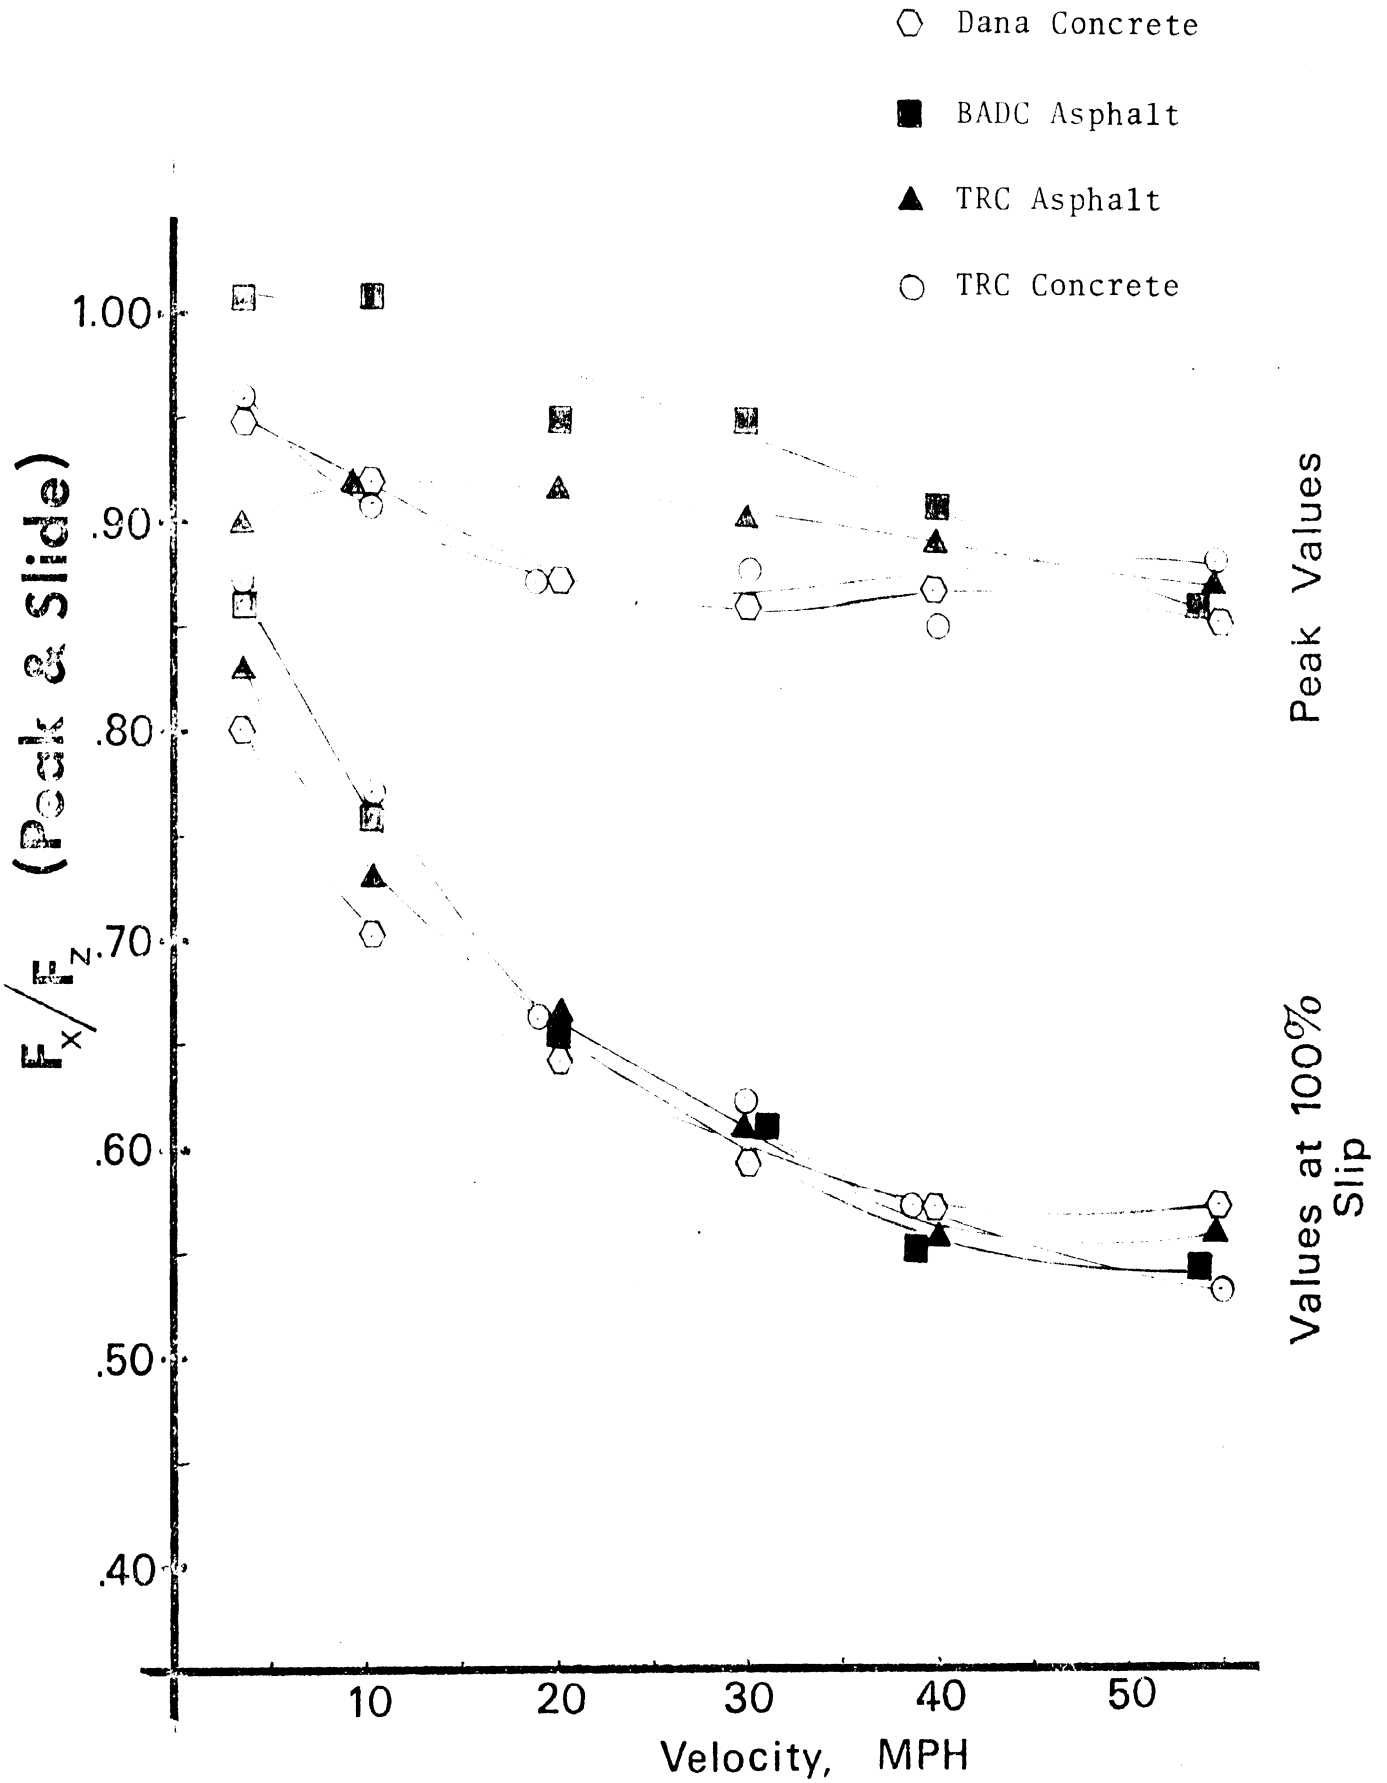 Dana Concrete
BADC Asphalt
TRC Asphalt
TRC Concrete
1.00
.90
.80
.70
.60
.50
.40
Fx/Fz (Peak & Slide)
Peak Values
Values at 100%
Slip
10 20 30 40 50
Velocity, MPH